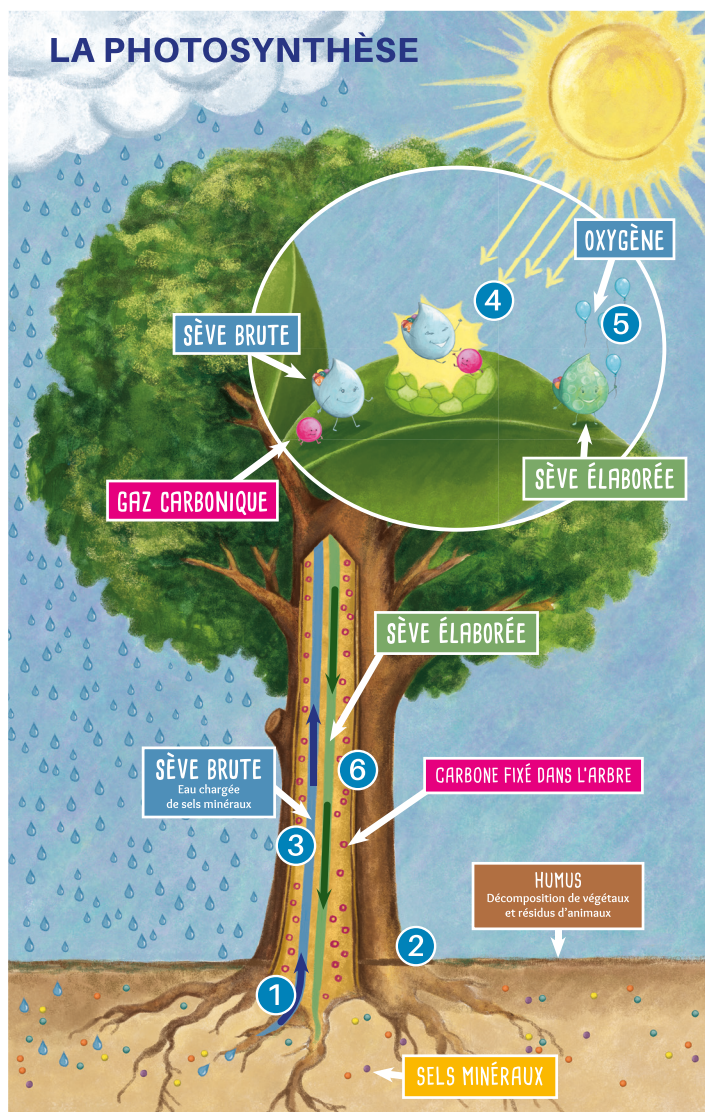 LA PHOTOSYNTHÈSE
OXYGÈNE
4
5
SÈVE BRUTE
SÈVE ÉLABORÉE
GAZ CARBONIQUE
SÈVE ÉLABORÉE
SÈVE BRUTE
Eau chargée
de sels minéraux
6
CARBONE FIXÉ DANS L'ARBRE
3
HUMUS
Décomposition de végétaux
et résidus d'animaux
2
1
SELS MINÉRAUX